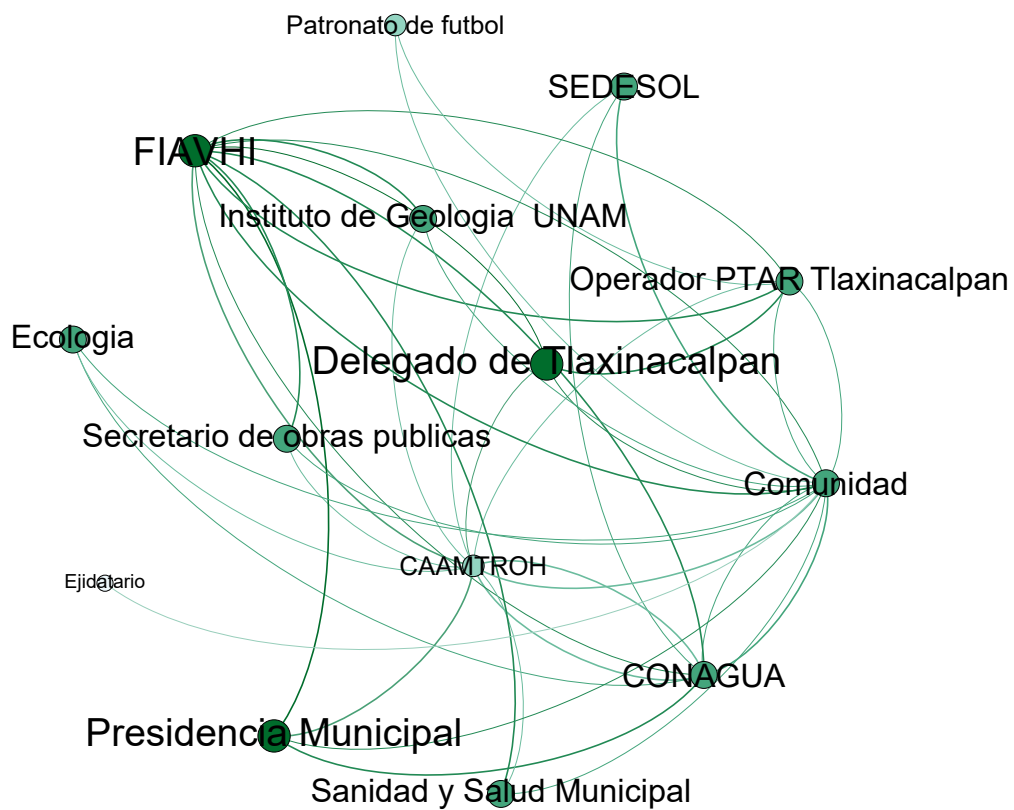 Patronato de futbol
SEDESOL
FIAVHI
Instituto de Geologia  UNAM
Operador PTAR Tlaxinacalpan
Ecologia
Delegado de Tlaxinacalpan
Secretario de obras publicas
Comunidad
CAAMTROH
Ejidatario
CONAGUA
Presidencia Municipal
Sanidad y Salud Municipal